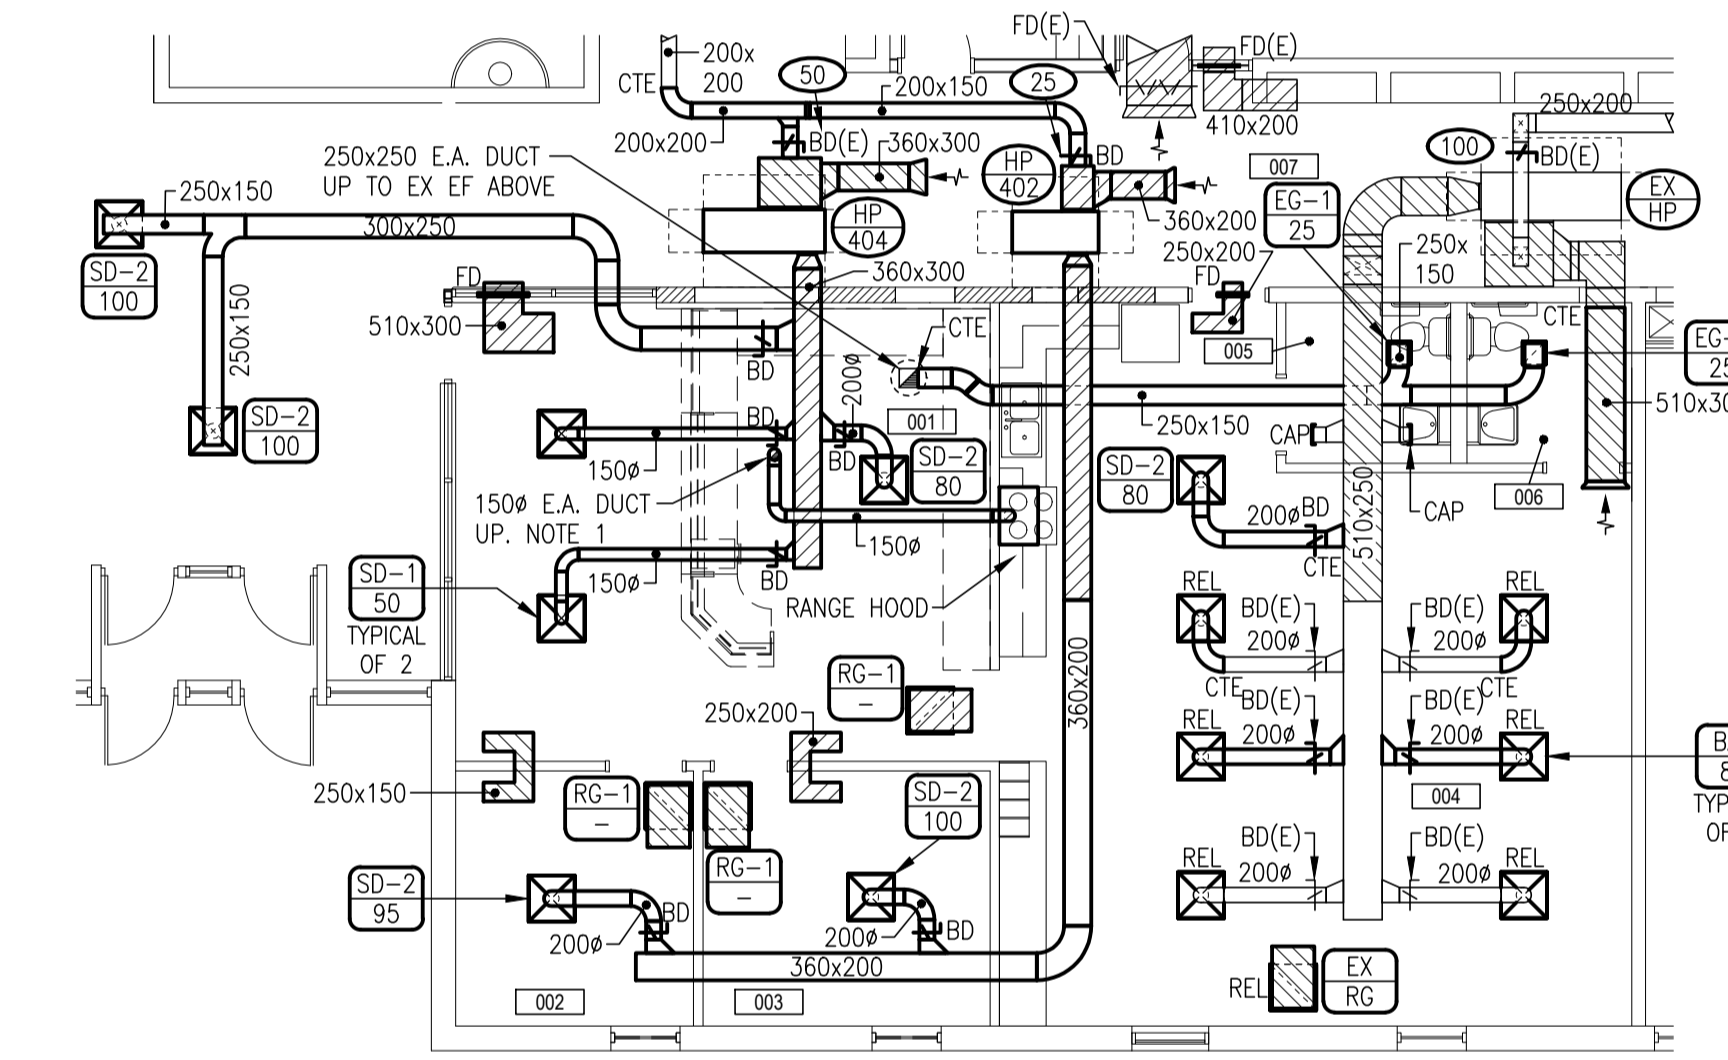 FD(E)
FD(E)
200x
200
CTE
50
200x150
25
250x200
200x200
BD(E)
360x300
BD
410x200
100
BD(E)
250x250 E.A. DUCT
UP TO EX EF ABOVE
HP
402
007
250x150
EG-1
25
EX
HP
HP
404
360x200
300x250
250x200
250x
150
SD-2
100
FD
360x300
FD
510x300
CTE
CTE
250x150
005
EG-
BD
200ø
510x30
SD-2
100
BD
001
250x150
CAP
150ø
BD
SD-2
80
SD-2
80
006
150ø E.A. DUCT
UP. NOTE 1
200ø
BD
CAP
510x250
150ø
CTE
SD-1
50
TYPICAL
OF 2
150ø
BD
RANGE HOOD
REL
BD(E)
200ø
BD(E)
200ø
REL
RG-1
–
360x200
CTE
BD(E)
200ø
BD(E)
200ø
CTE
REL
REL
250x200
250x150
RG-1
–
SD-2
100
004
TYP
RG-1
–
BD(E)
200ø
BD(E)
200ø
REL
REL
SD-2
95
BD
200ø
200ø
BD
360x200
EX
RG
REL
002
003